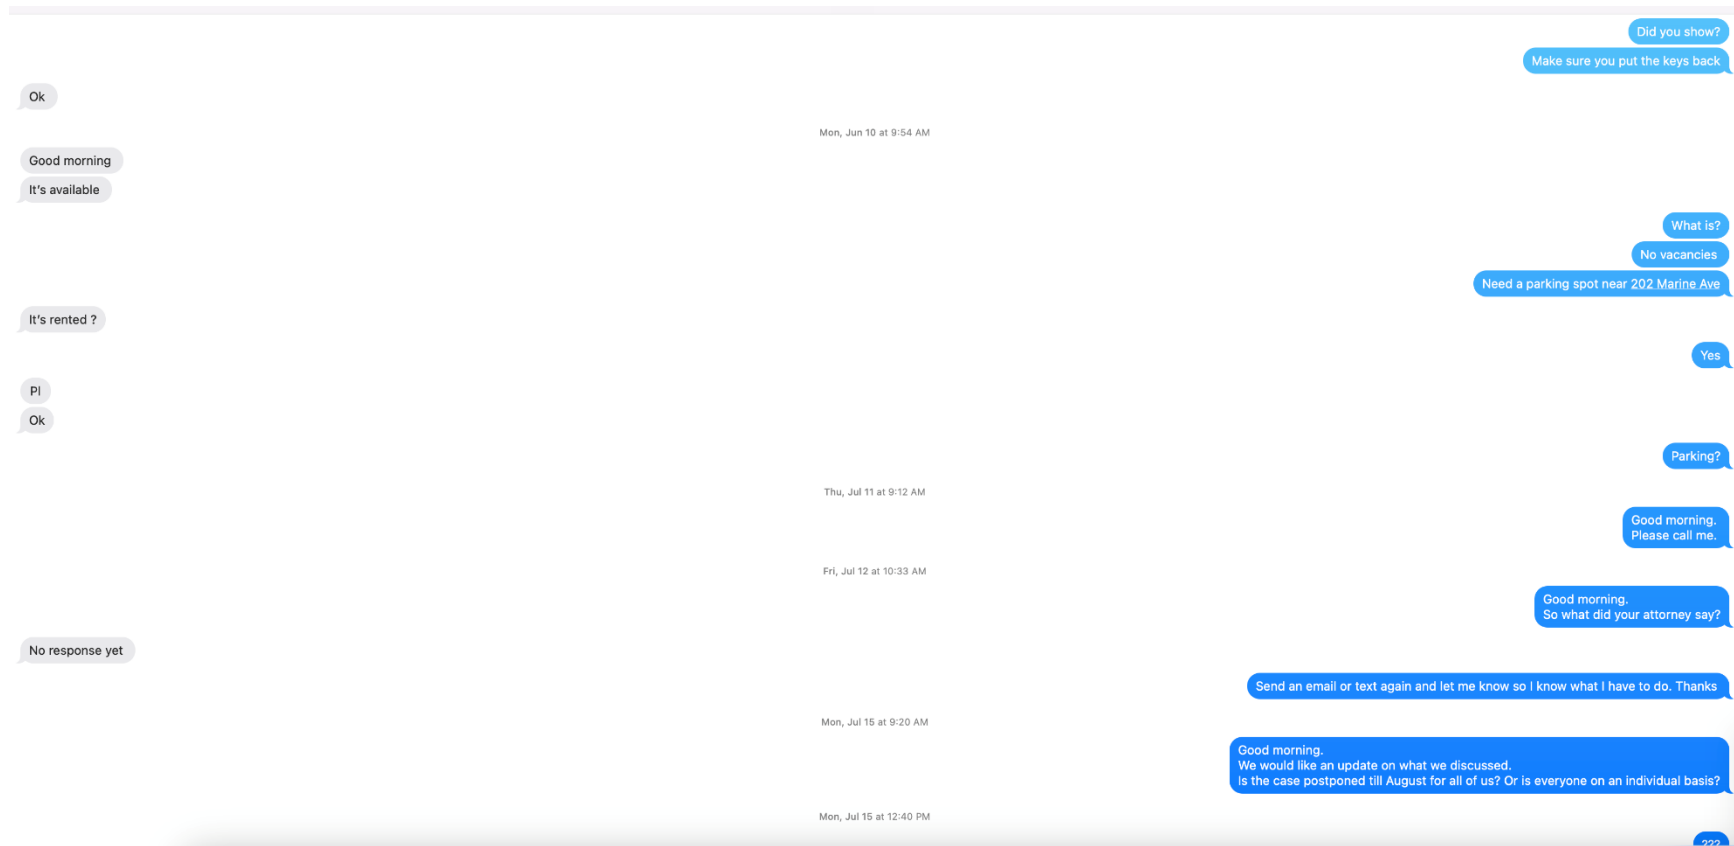 Did you show?
Make sure you put the keys back
Ok
Mon, Jun 10 at 9:54 AM
Good morning
It's available
What is?
No vacancies
Need a parking spot near 202 Marine Ave
It's rented ?
Yes
Pl
Ok
Parking?
Thu, Jul 11 at 9:12 AM
Good morning.
Please call me.
Fri, Jul 12 at 10:33 AM
Good morning.
So what did your attorney say?
No response yet
Send an email or text again and let me know so I know what I have to do. Thanks
Mon, Jul 15 at 9:20 AM
Good morning.
We would like an update on what we discussed.
Is the case postponed till August for all of us? Or is everyone on an individual basis?
Mon, Jul 15 at 12:40 PM